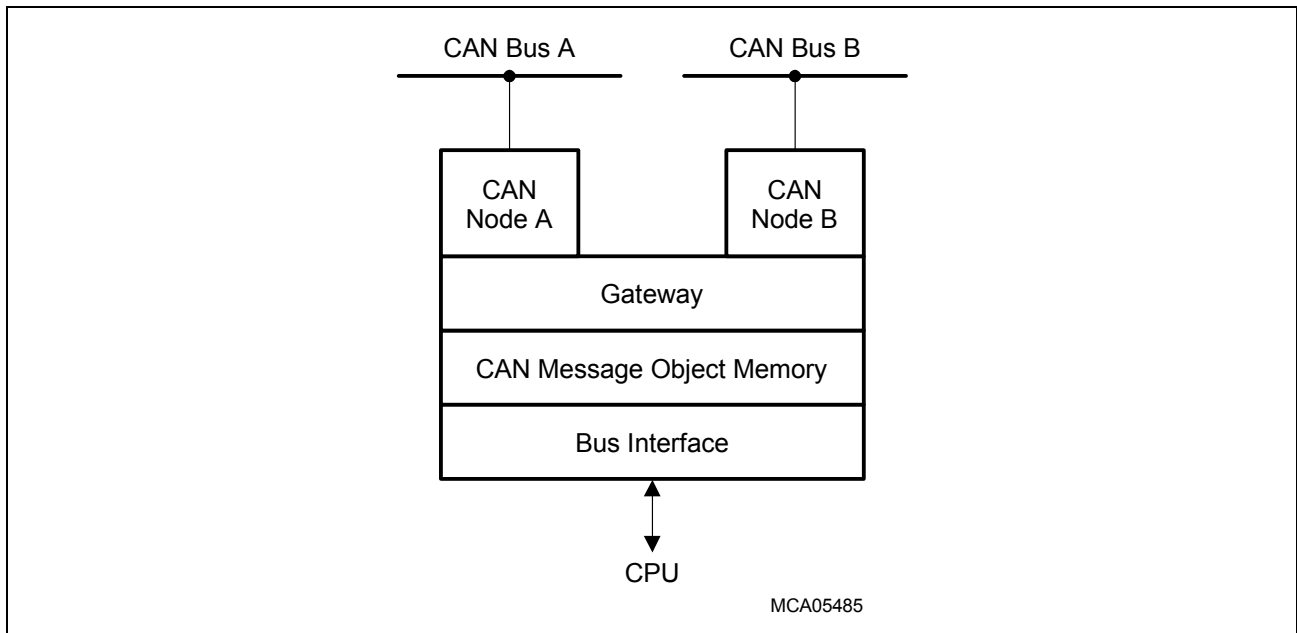 CAN Bus A
CAN Bus B
CAN
Node A
CAN
Node B
Gateway
CAN Message Object Memory
Bus Interface
CPU
MCA05485